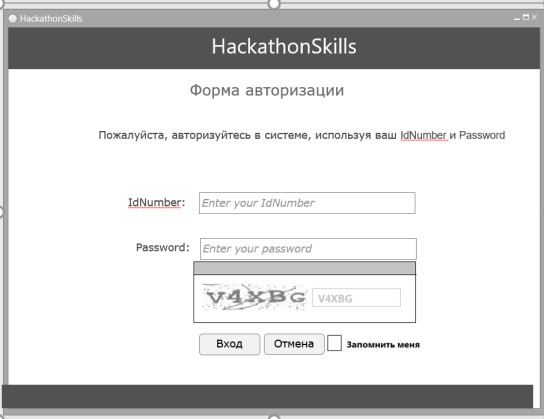 HackathonSkills
HackathonSkills
Форма авторизации
Пожалуйста, авторизуйтесь в системе, используя ваш IdNumber и Password
IdNumber: Enter your IdNumber
Password: Enter your password
V4XBG V4XBG
Вход Отмена Запомнить меня